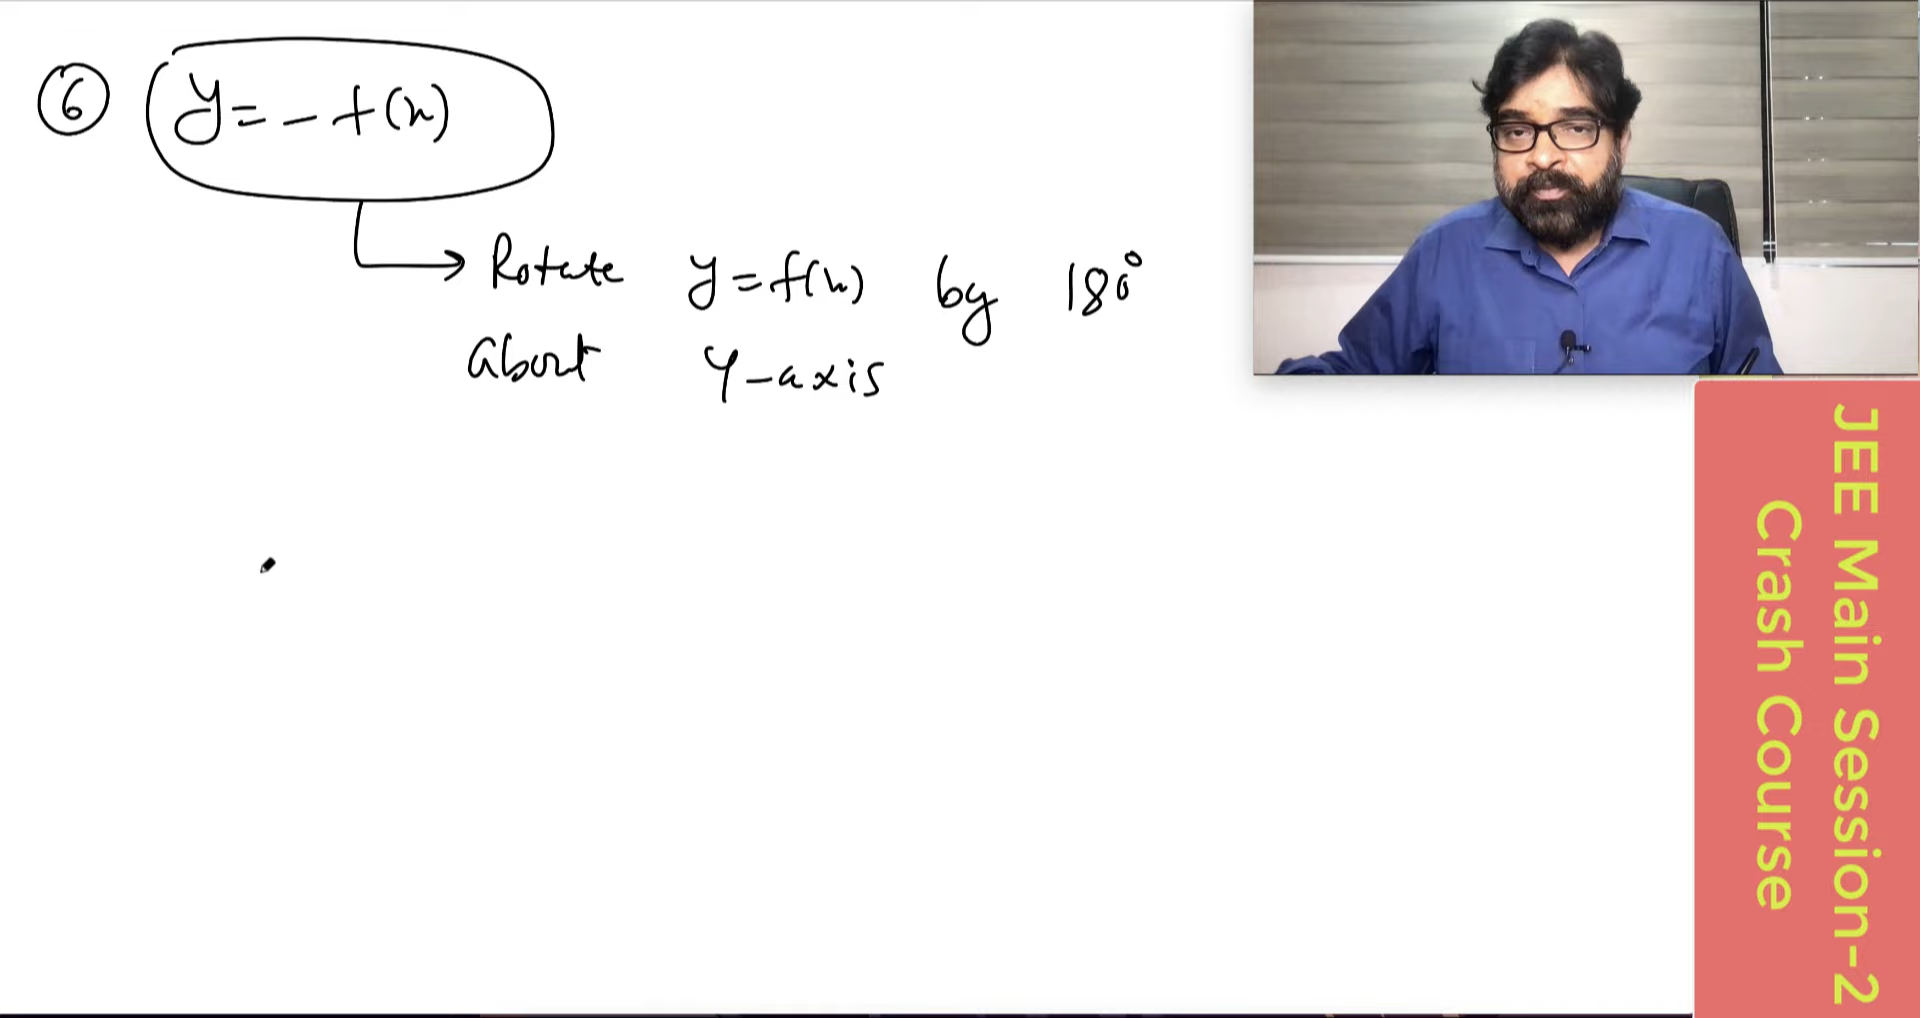 6 y = - f(x)
Rotate y = f(x) by 180°
About Y-axis
JEE Main Session-2
Crash Course